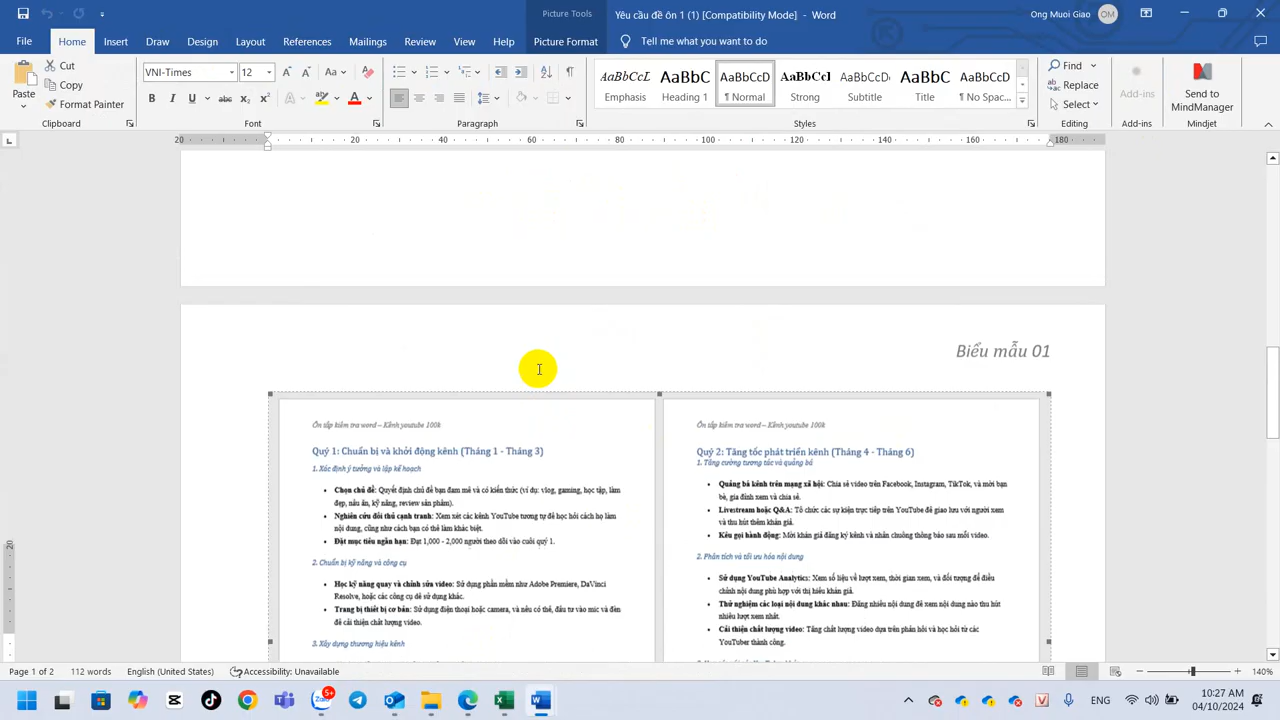 Word (Câu đề ôn 1) (1) [Compatibility Mode] - Word
Picture Tools
Quang Mai Giao
OM
File
Home
Insert
Draw
Design
Layout
References
Mailings
Review
View
Help
Picture Format
Tell me what you want to do
Paste
Cut
Copy
Format Painter
Clipboard
VNI-Times
12
Font
Paragraph
AaBbCcL
AaBbC
AaBbCcD
AaBbCcI
AaBbCcD
AaBbC
AaBbCcD
Emphasis
Heading 1
¶ Normal
Strong
Subtitle
Title
¶ No Spac...
Styles
Find
Replace
Select
Editing
Add-ins
Add-ins
Send to
MindManager
Mindjet
20 20 40 60 80 100 120 140 160 180
Biểu mẫu 01
Ôn tập kiểm tra word – Kênh youtube 100k
Quý 1: Chuẩn bị và khởi động kênh (Tháng 1 - Tháng 3)
1. Xác định ý tưởng và lập kế hoạch
• Chọn chủ đề: Quyết định chủ đề bạn đam mê và có kiến thức (ví dụ: vlog, gaming, học tập, làm
đẹp, nấu ăn, kỹ năng, review sản phẩm).
• Nghiên cứu đối thủ cạnh tranh: Xem xét các kênh YouTube tương tự để học hỏi cách họ làm
nội dung, cũng như cách bạn có thể làm khác biệt.
• Đặt mục tiêu ngắn hạn: Đạt 1,000 - 2,000 người theo dõi vào cuối quý 1.
2. Chuẩn bị kỹ năng và công cụ
• Học kỹ năng quay và chỉnh sửa video: Sử dụng phần mềm như Adobe Premiere, DaVinci
Resolve, hoặc các công cụ dễ sử dụng khác.
• Trang bị thiết bị cơ bản: Sử dụng điện thoại hoặc camera, và nếu có thể, đầu tư vào mic và đèn
để cải thiện chất lượng video.
3. Xây dựng thương hiệu kênh
Ôn tập kiểm tra word – Kênh youtube 100k
Quý 2: Tăng tốc phát triển kênh (Tháng 4 - Tháng 6)
1. Tăng cường tương tác và quảng bá
• Quảng bá kênh trên mạng xã hội: Chia sẻ video trên Facebook, Instagram, TikTok, và mời bạn
bè, gia đình xem và chia sẻ.
• Livestream hoặc Q&A: Tổ chức các sự kiện trực tiếp trên YouTube để giao lưu với người xem
và thu hút thêm khán giả.
• Kêu gọi hành động: Mời khán giả đăng ký kênh và nhấn chuông thông báo sau mỗi video.
2. Phân tích và tối ưu hóa nội dung
• Sử dụng YouTube Analytics: Xem số liệu về lượt xem, thời gian xem, và đối tượng để điều
chỉnh nội dung phù hợp với thị hiếu khán giả.
• Thử nghiệm các loại nội dung khác nhau: Đăng nhiều nội dung để xem nội dung nào thu hút
nhiều lượt xem nhất.
• Cải thiện chất lượng video: Tăng chất lượng video dựa trên phản hồi và học hỏi từ các
YouTuber thành công.
Page 1 of 2
112 words
English (United States)
Accessibility: Unavailable
140%
Zalo
5+
ENG
10:27 AM
04/10/2024